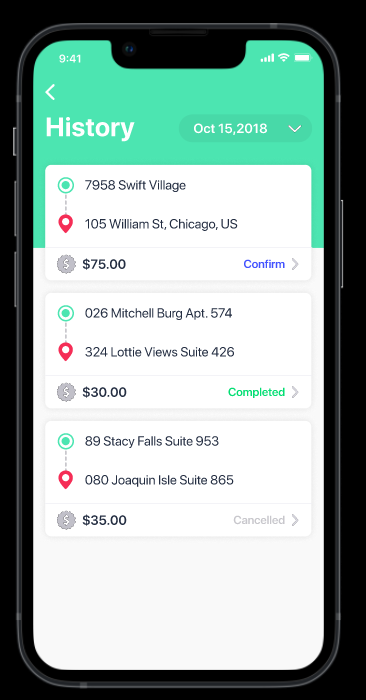 9:41
History
Oct 15,2018
7958 Swift Village
105 William St, Chicago, US
$75.00
Confirm
026 Mitchell Burg Apt. 574
324 Lottie Views Suite 426
$30.00
Completed
89 Stacy Falls Suite 953
080 Joaquin Isle Suite 865
$35.00
Cancelled